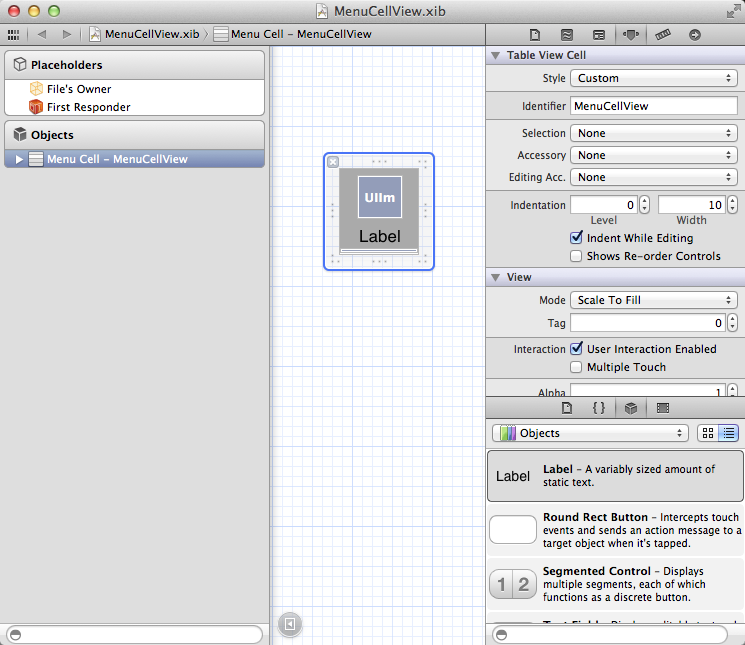 MenuCellView.xib
MenuCellView.xib
Menu Cell – MenuCellView
Placeholders
File's Owner
First Responder
Objects
Menu Cell – MenuCellView
UIIm
Label
Table View Cell
Style Custom
Identifier MenuCellView
Selection None
Accessory None
Editing Acc. None
Indentation 0 10
Level Width
Indent While Editing
Shows Re-order Controls
View
Mode Scale To Fill
Tag 0
Interaction User Interaction Enabled
Multiple Touch
Alpha 1
{ }
Objects
Label
Label – A variably sized amount of
static text.
Round Rect Button – Intercepts touch
events and sends an action message to a
target object when it's tapped.
1 2
Segmented Control – Displays
multiple segments, each of which
functions as a discrete button.